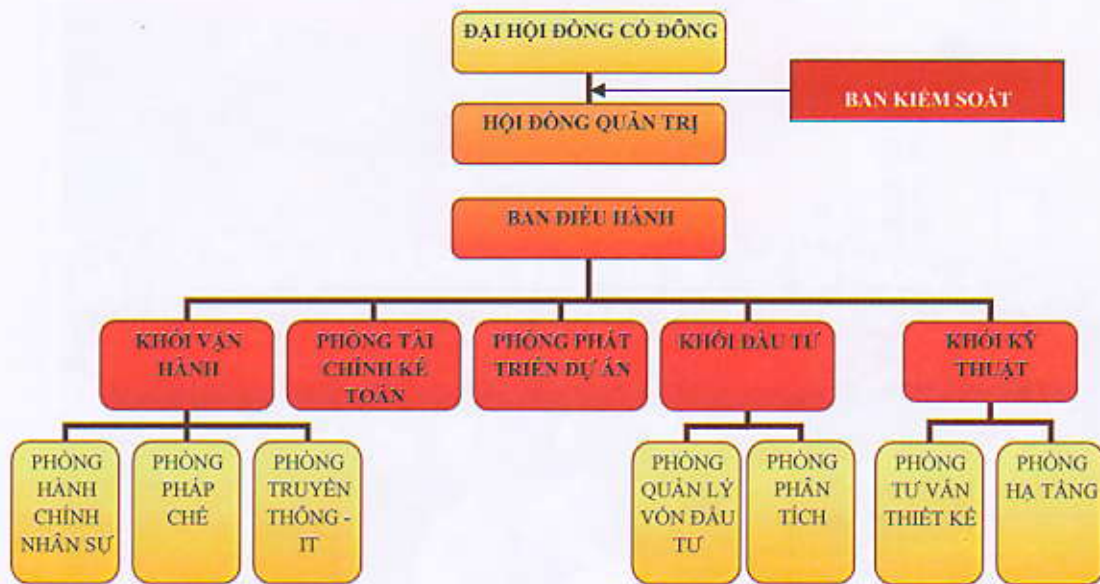 ĐẠI HỘI ĐỒNG CỔ ĐÔNG
BAN KIỂM SOÁT
HỘI ĐỒNG QUẢN TRỊ
BAN ĐIỀU HÀNH
KHỐI VẬN
HÀNH
PHÒNG TÀI
CHÍNH KẾ
TOÁN
PHÒNG PHÁT
TRIỂN DỰ ÁN
KHỐI ĐẦU TƯ
KHỐI KỸ
THUẬT
PHÒNG
HÀNH
CHÍNH
NHÂN SỰ
PHÒNG
PHÁP
CHẾ
PHÒNG
TRUYỀN
THÔNG -
IT
PHÒNG
QUẢN LÝ
VỐN ĐẦU
TƯ
PHÒNG
PHÂN
TÍCH
PHÒNG
TƯ VẤN
THIẾT KẾ
PHÒNG
HẠ TẦNG